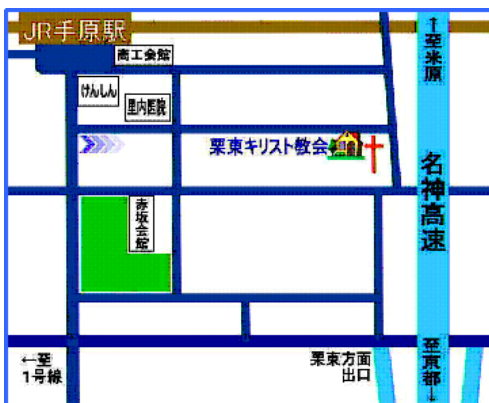 JR手原駅
商工会館
↑至米原
けんしん
里内医院
栗東キリスト教会
名神高速
赤坂会館
←至
1号線
栗東方面
出口
至京都→